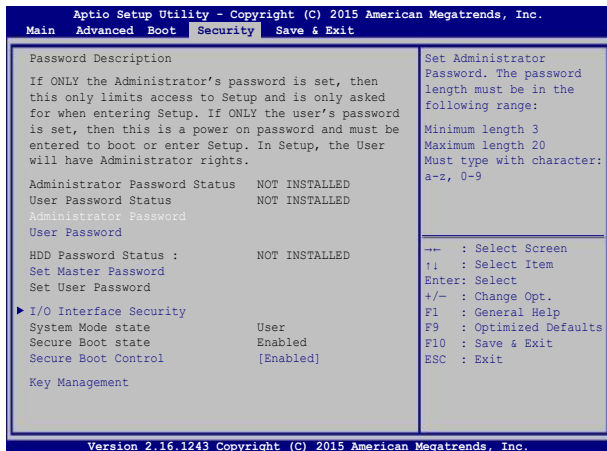 Aptio Setup Utility - Copyright (C) 2015 American Megatrends, Inc.
Main Advanced Boot Security Save & Exit
Password Description
If ONLY the Administrator's password is set, then
this only limits access to Setup and is only asked
for when entering Setup. If ONLY the user's password
is set, then this is a power on password and must be
entered to boot or enter Setup. In Setup, the User
will have Administrator rights.
Administrator Password Status NOT INSTALLED
User Password Status NOT INSTALLED
Administrator Password
User Password
HDD Password Status : NOT INSTALLED
Set Master Password
Set User Password
I/O Interface Security
System Mode state User
Secure Boot state Enabled
Secure Boot Control [Enabled]
Key Management
Set Administrator
Password. The password
length must be in the
following range:
Minimum length 3
Maximum length 20
Must type with character:
a-z, 0-9
→← : Select Screen
↑↓ : Select Item
Enter: Select
+/— : Change Opt.
F1 : General Help
F9 : Optimized Defaults
F10 : Save & Exit
ESC : Exit
Version 2.16.1243 Copyright (C) 2015 American Megatrends, Inc.